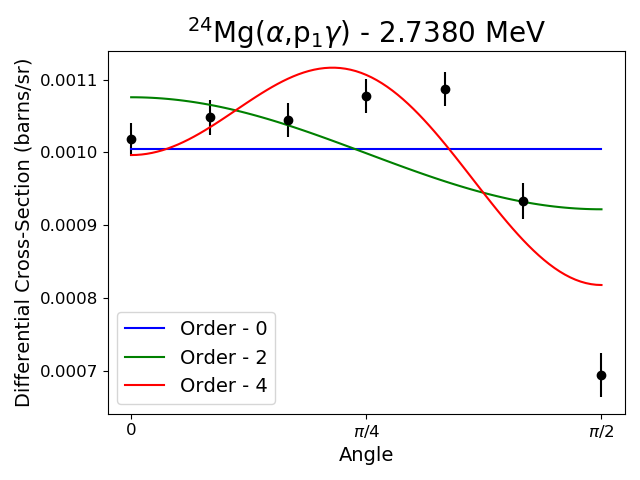 ²⁴Mg(α,p₁γ) - 2.7380 MeV
Differential Cross-Section (barns/sr)
0.0011
0.0010
0.0009
0.0008
0.0007
Order - 0
Order - 2
Order - 4
0
π/4
π/2
Angle